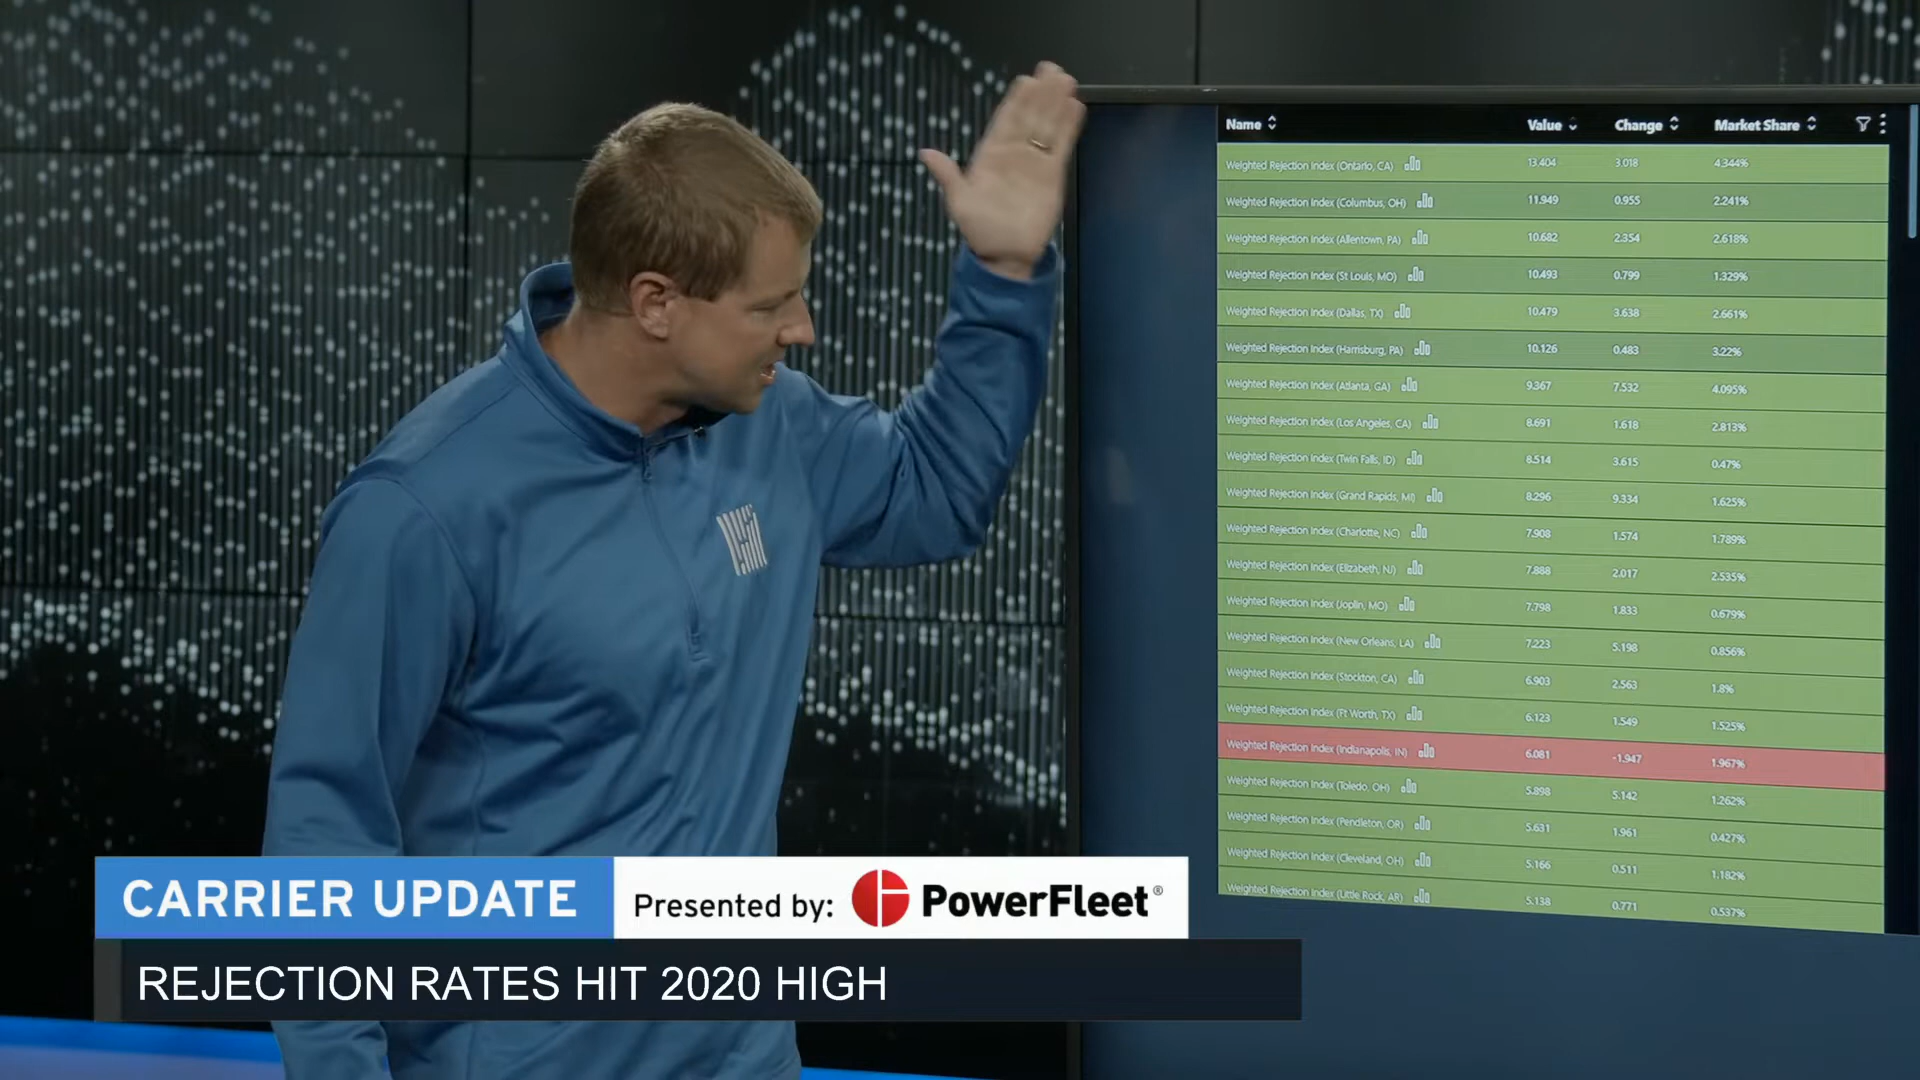 Name Value Change Market Share
Weighted Rejection Index (Ontario, CA) 13.404 3.018 4.344%
Weighted Rejection Index (Columbus, OH) 11.949 0.955 2.241%
Weighted Rejection Index (Allentown, PA) 10.682 2.354 2.618%
Weighted Rejection Index (St Louis, MO) 10.493 0.799 1.329%
Weighted Rejection Index (Dallas, TX) 10.479 3.638 2.661%
Weighted Rejection Index (Harrisburg, PA) 10.126 0.483 3.22%
Weighted Rejection Index (Atlanta, GA) 9.367 7.532 4.095%
Weighted Rejection Index (Los Angeles, CA) 8.691 1.618 2.813%
Weighted Rejection Index (Twin Falls, ID) 8.514 3.615 0.47%
Weighted Rejection Index (Grand Rapids, MI) 8.296 9.334 1.625%
Weighted Rejection Index (Charlotte, NC) 7.908 1.574 1.789%
Weighted Rejection Index (Elizabeth, NJ) 7.888 2.017 2.535%
Weighted Rejection Index (Joplin, MO) 7.798 1.833 0.679%
Weighted Rejection Index (New Orleans, LA) 7.223 5.198 0.856%
Weighted Rejection Index (Stockton, CA) 6.903 2.563 1.8%
Weighted Rejection Index (Ft Worth, TX) 6.123 1.549 1.525%
Weighted Rejection Index (Indianapolis, IN) 6.081 -1.947 1.967%
Weighted Rejection Index (Toledo, OH) 5.898 5.142 1.262%
Weighted Rejection Index (Pendleton, OR) 5.631 1.961 0.427%
Weighted Rejection Index (Cleveland, OH) 5.166 0.511 1.182%
Weighted Rejection Index (Little Rock, AR) 5.138 0.771 0.537%
CARRIER UPDATE Presented by: PowerFleet®
REJECTION RATES HIT 2020 HIGH